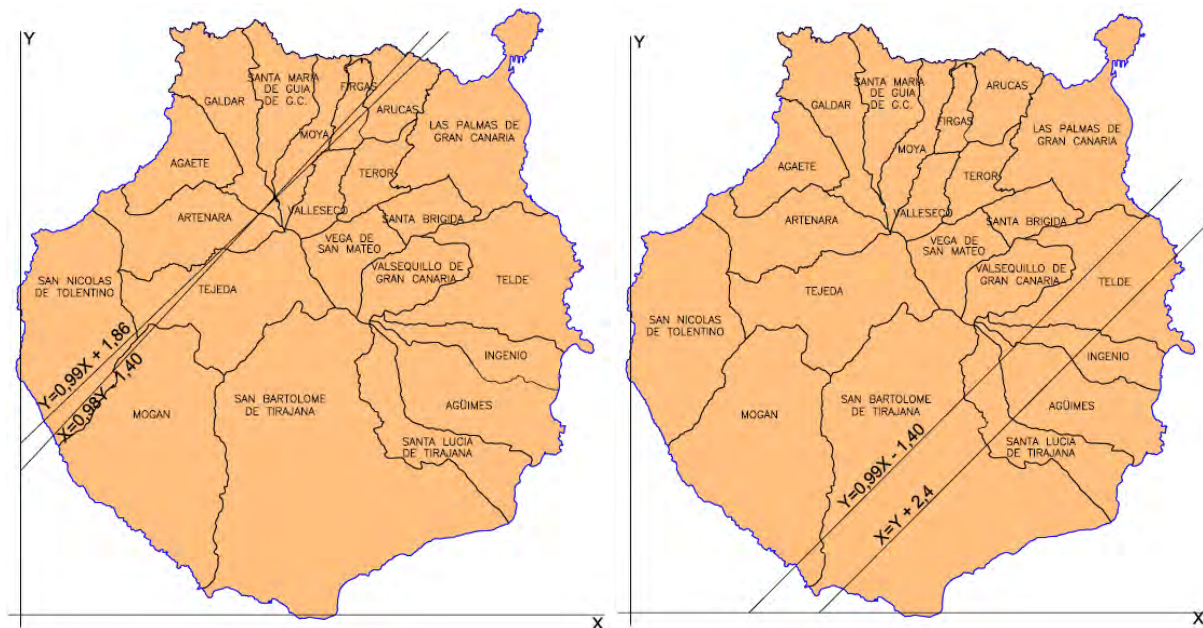 Y
SANTA MARIA
DE GUIA
DE G.C.
FIRGAS
GALDAR
ARUCAS
MOYA
LAS PALMAS DE
GRAN CANARIA
AGAETE
TEROR
ARTENARA
VALLESECO
SANTA BRIGIDA
VEGA DE
SAN MATEO
VALSEQUILLO DE
GRAN CANARIA
SAN NICOLAS
DE TOLENTINO
TEJEDA
TELDE
Y=0,99X + 1,86
X=0,98Y - 1,40
INGENIO
MOGAN
SAN BARTOLOME
DE TIRAJANA
AGÜIMES
SANTA LUCIA
DE TIRAJANA
X
Y
SANTA MARIA
DE GUIA
DE G.C.
ARUCAS
GALDAR
FIRGAS
LAS PALMAS DE
GRAN CANARIA
MOYA
AGAETE
TEROR
ARTENARA
VALLESECO
SANTA BRIGIDA
VEGA DE
SAN MATEO
VALSEQUILLO DE
GRAN CANARIA
TELDE
TEJEDA
SAN NICOLAS
DE TOLENTINO
INGENIO
MOGAN
SAN BARTOLOME
DE TIRAJANA
AGÜIMES
SANTA LUCIA
DE TIRAJANA
Y=0,99X - 1,40
X=Y + 2,4
X